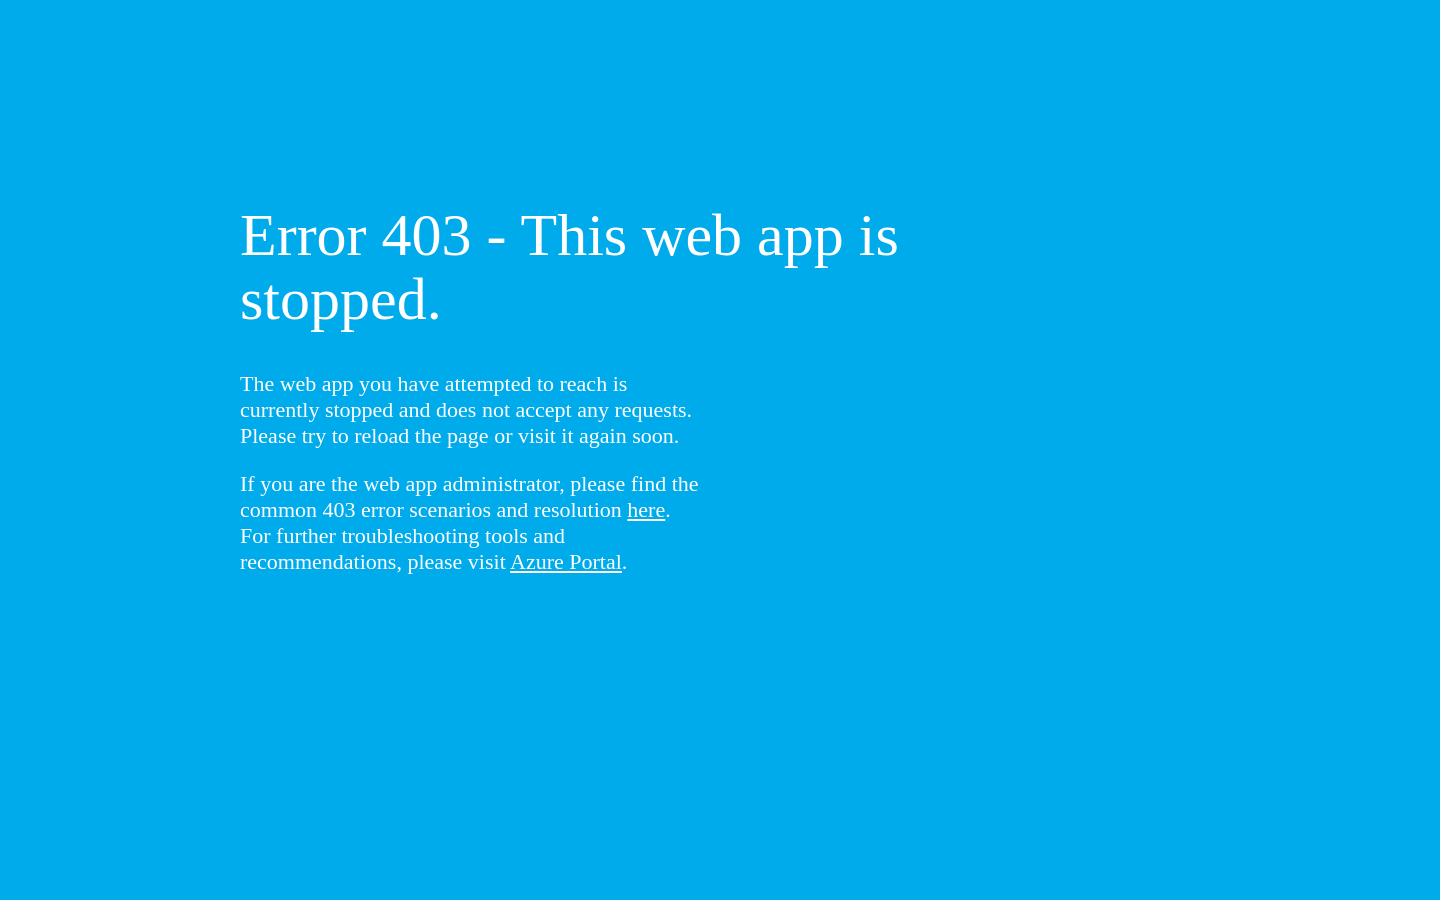 Error 403 - This web app is
stopped.
The web app you have attempted to reach is
currently stopped and does not accept any requests.
Please try to reload the page or visit it again soon.
If you are the web app administrator, please find the
common 403 error scenarios and resolution here.
For further troubleshooting tools and
recommendations, please visit Azure Portal.